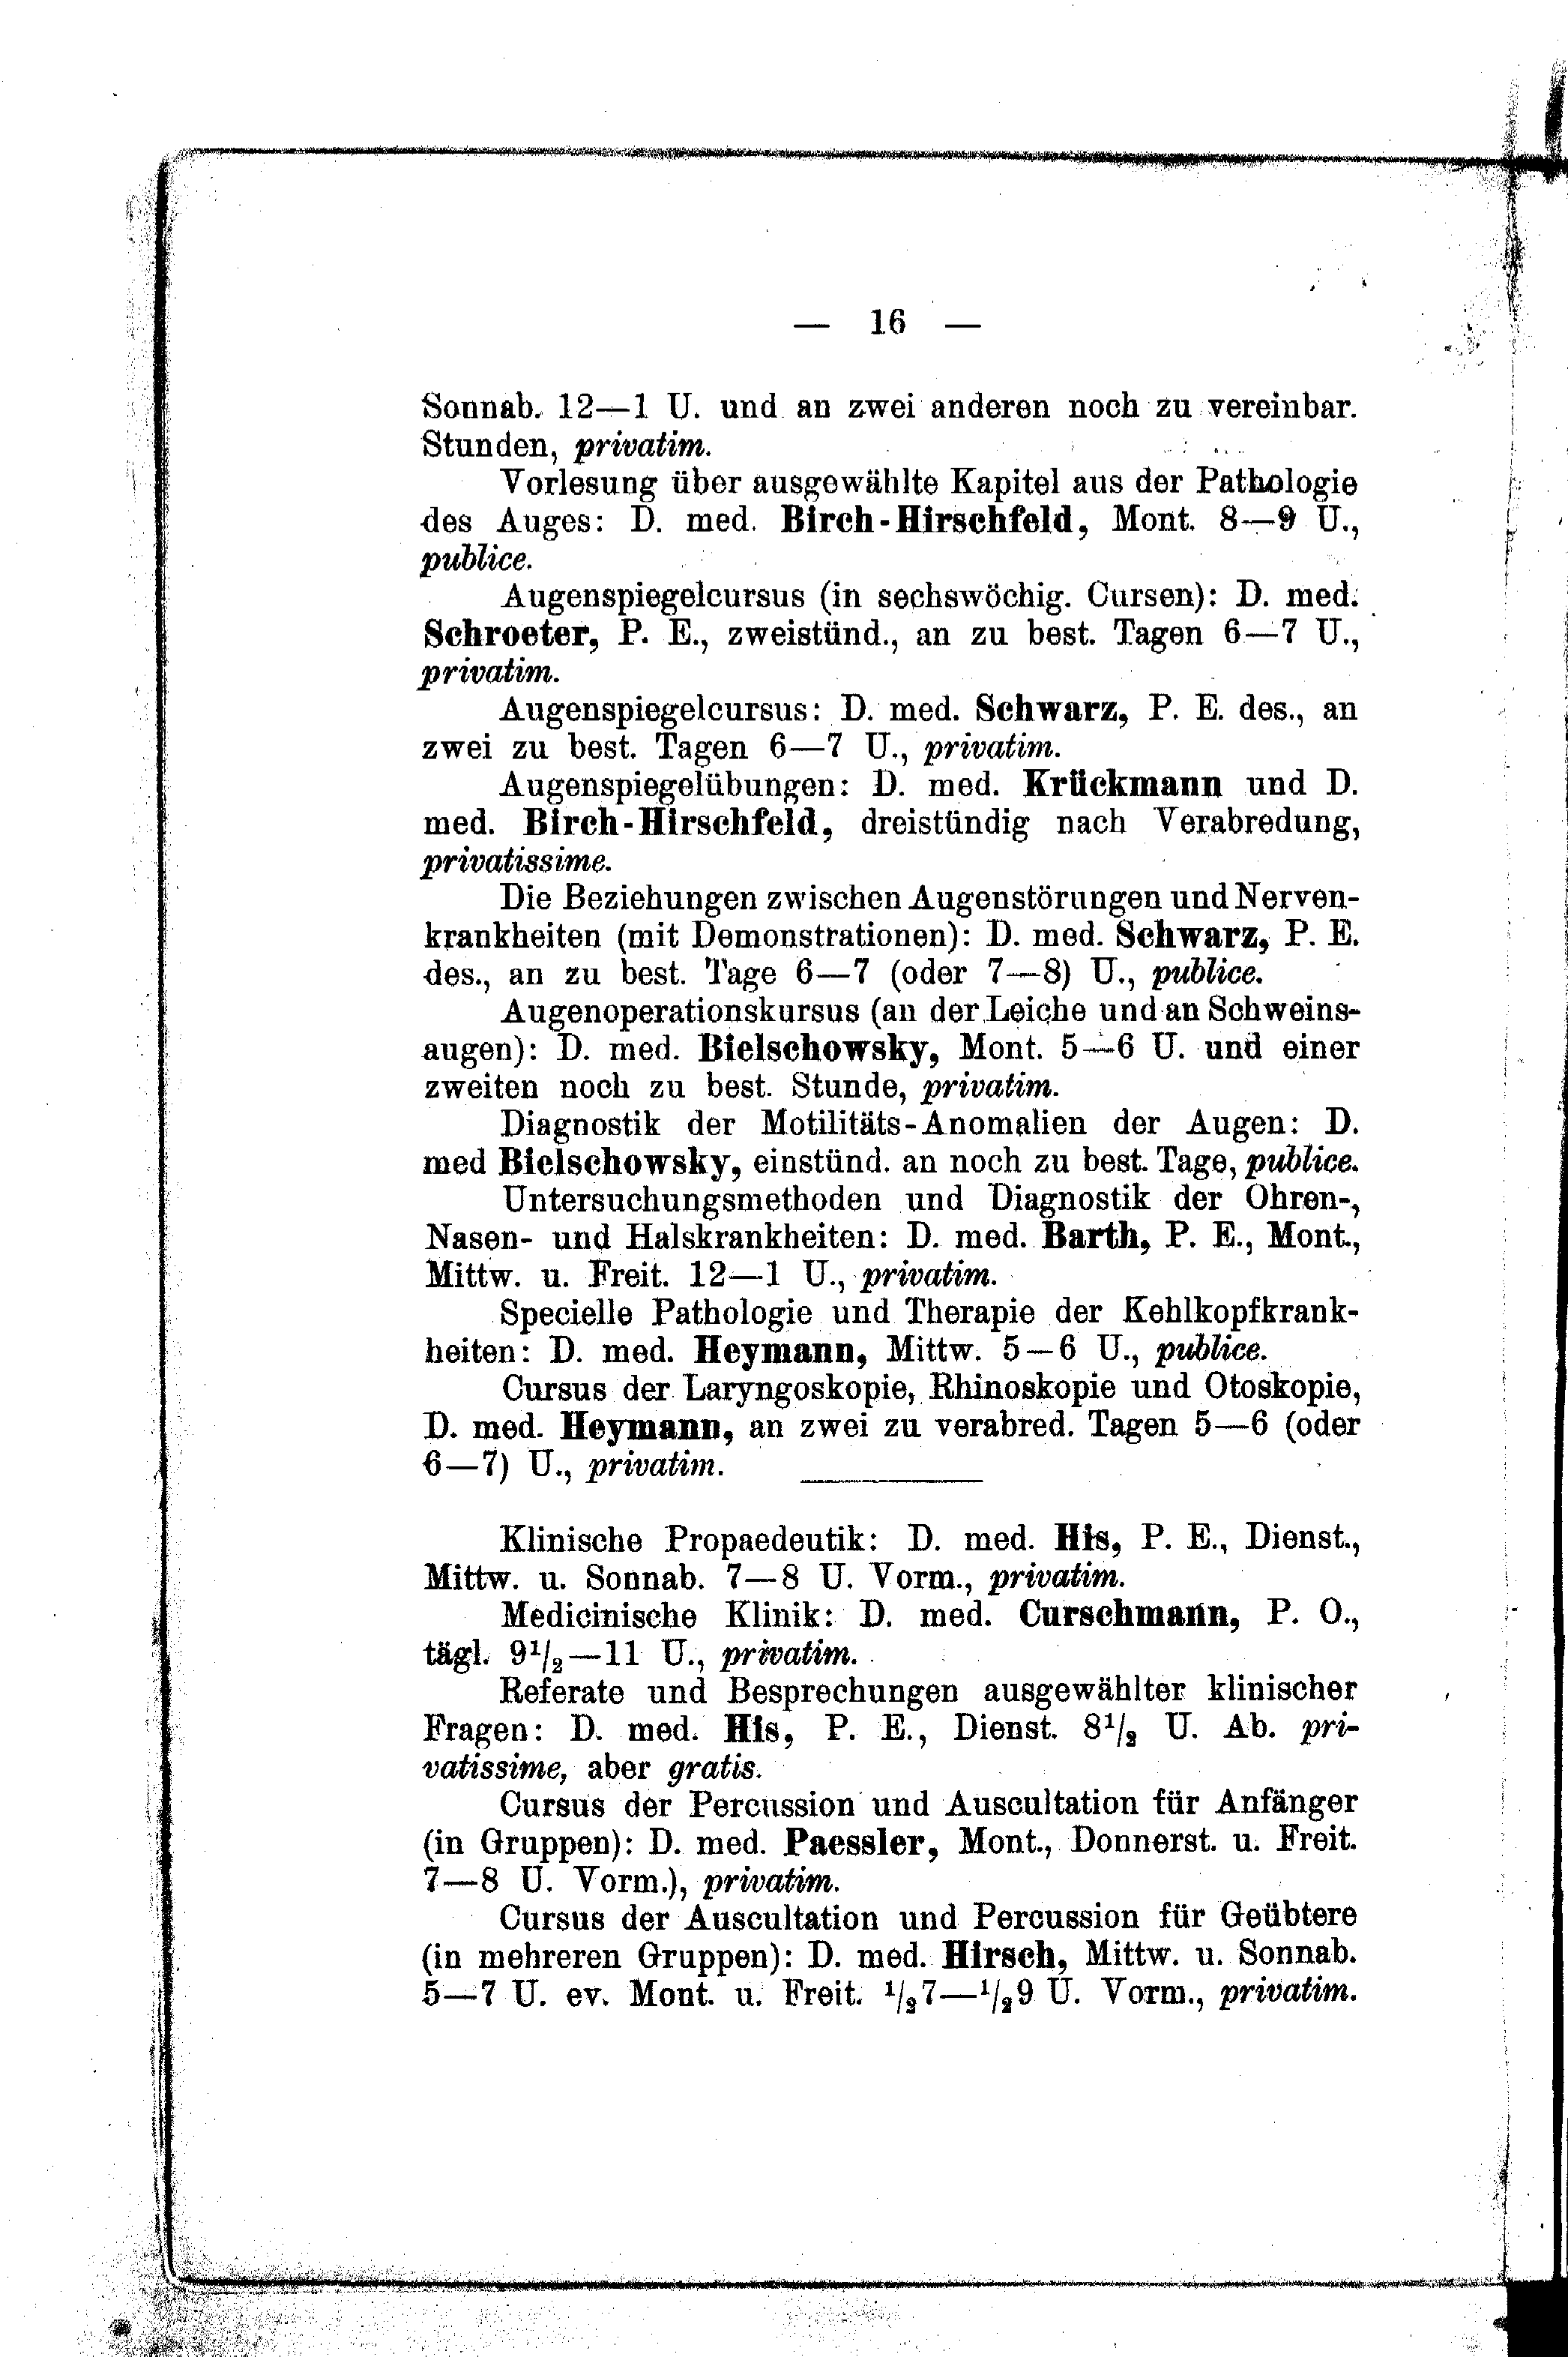 — 16 —
Sonnab. 12—1 U. und an zwei anderen noch zu vereinbar.
Stunden, privatim.
Vorlesung über ausgewählte Kapitel aus der Pathologie
des Auges: D. med. Birch-Hirschfeld, Mont. 8—9 U.,
publice.
Augenspiegelcursus (in sechswöchig. Cursen): D. med.
Schroeter, P. E., zweistünd., an zu best. Tagen 6—7 U.,
privatim.
Augenspiegelcursus: D. med. Schwarz, P. E. des., an
zwei zu best. Tagen 6—7 U., privatim.
Augenspiegelübungen: D. med. Krückmann und D.
med. Birch-Hirschfeld, dreistündig nach Verabredung,
privatissime.
Die Beziehungen zwischen Augenstörungen und Nerven-
krankheiten (mit Demonstrationen): D. med. Schwarz, P. E.
des., an zu best. Tage 6—7 (oder 7—8) U., publice.
Augenoperationskursus (an der Leiche und an Schweins-
augen): D. med. Bielschowsky, Mont. 5—6 U. und einer
zweiten noch zu best. Stunde, privatim.
Diagnostik der Motilitäts-Anomalien der Augen: D.
med Bielschowsky, einstünd. an noch zu best. Tage, publice.
Untersuchungsmethoden und Diagnostik der Ohren-,
Nasen- und Halskrankheiten: D. med. Barth, P. E., Mont.,
Mittw. u. Freit. 12—1 U., privatim.
Specielle Pathologie und Therapie der Kehlkopfkrank-
heiten: D. med. Heymann, Mittw. 5—6 U., publice.
Cursus der Laryngoskopie, Rhinoskopie und Otoskopie,
D. med. Heymann, an zwei zu verabred. Tagen 5—6 (oder
6—7) U., privatim.
Klinische Propaedeutik: D. med. His, P. E., Dienst.,
Mittw. u. Sonnab. 7—8 U. Vorm., privatim.
Medicinische Klinik: D. med. Curschmann, P. O.,
tägl. 9 1/2—11 U., privatim.
Referate und Besprechungen ausgewählter klinischer
Fragen: D. med. His, P. E., Dienst. 8 1/2 U. Ab. pri-
vatissime, aber gratis.
Cursus der Percussion und Auscultation für Anfänger
(in Gruppen): D. med. Paessler, Mont., Donnerst. u. Freit.
7—8 U. Vorm.), privatim.
Cursus der Auscultation und Percussion für Geübtere
(in mehreren Gruppen): D. med. Hirsch, Mittw. u. Sonnab.
5—7 U. ev. Mont. u. Freit. 1/2 7—1/2 9 U. Vorm., privatim.